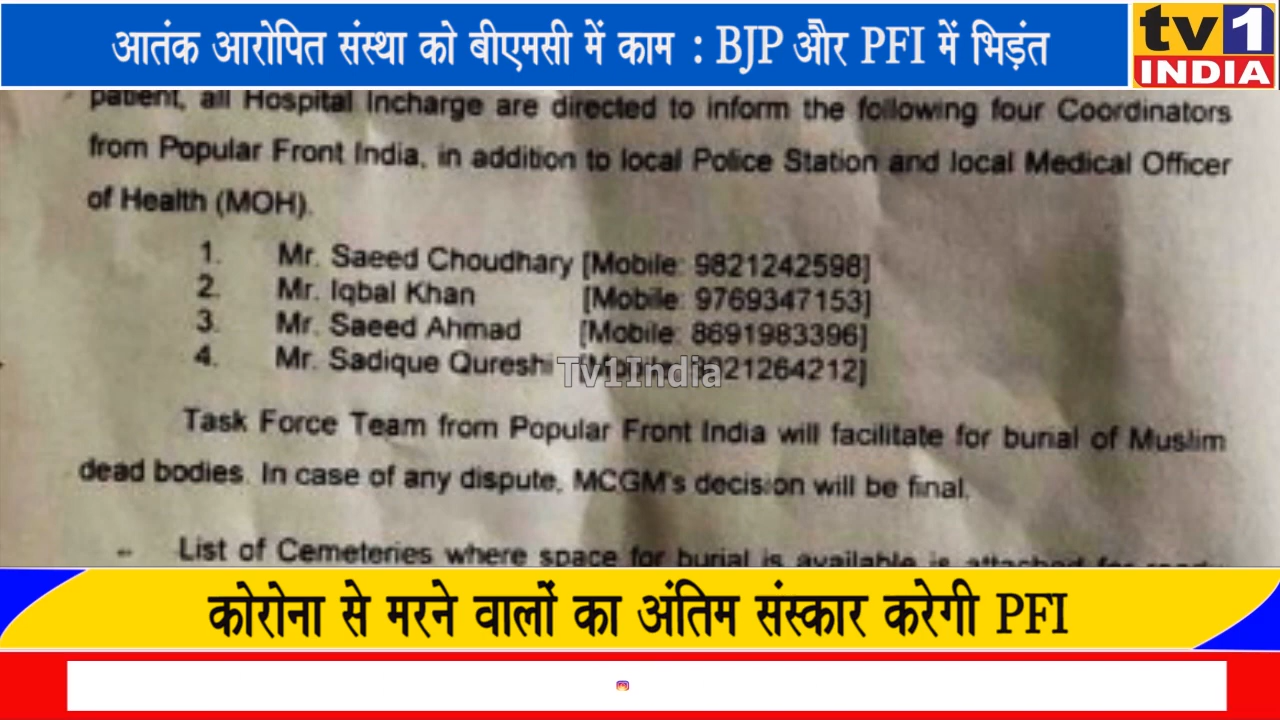 आतंक आरोपित संस्था को बीएमसी में काम : BJP और PFI में भिड़ंत
tv1
INDIA
patient, all Hospital Incharge are directed to inform the following four Coordinators
from Popular Front India, in addition to local Police Station and local Medical Officer
of Health (MOH).
1. Mr. Saeed Choudhary [Mobile: 9821242598]
2. Mr. Iqbal Khan [Mobile: 9769347153]
3. Mr. Saeed Ahmad [Mobile: 8691983396]
4. Mr. Sadique Qureshi
Tv1India
Task Force Team from Popular Front India will facilitate for burial of Muslim
dead bodies. In case of any dispute, MCGM's decision will be final.
List of Cemeteries where space for burial is available is attached for
कोरोना से मरने वालों का अंतिम संस्कार करेगी PFI